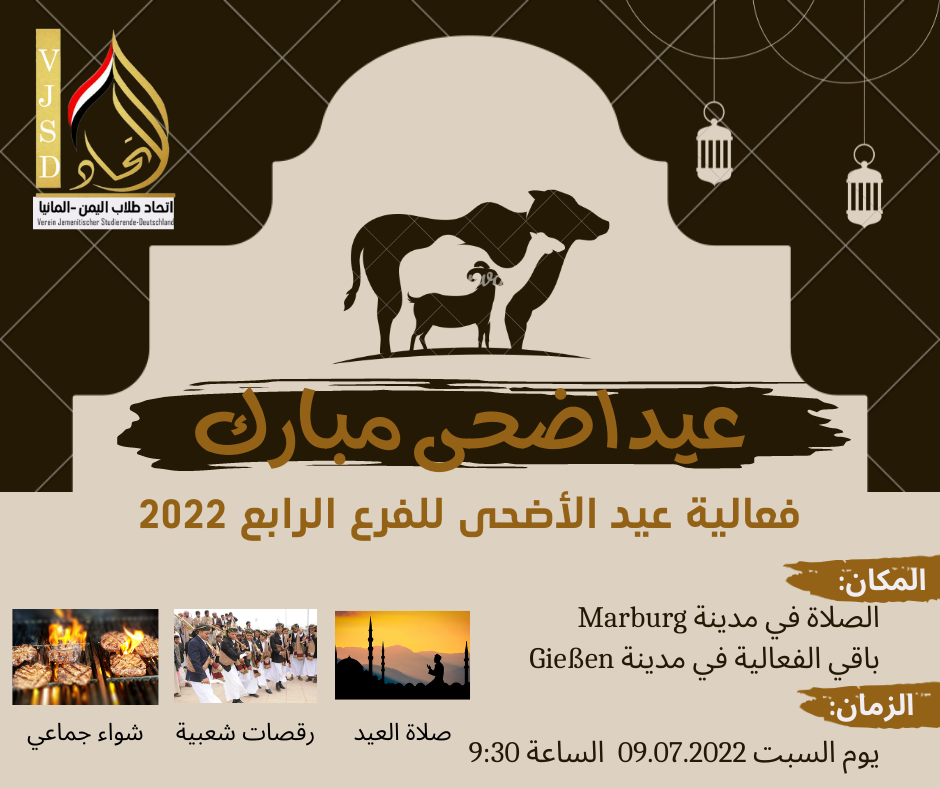 VJSD
اتحاد
اتحاد طلاب اليمن -المانيا
Verein Jemenitischer Studierende-Deutschland
عيد اضحى مبارك
فعالية عيد الأضحى للفرع الرابع 2022
المكان:
الصلاة في مدينة Marburg
باقي الفعالية في مدينة Gießen
الزمان:
يوم السبت 09.07.2022 الساعة 9:30
صلاة العيد
رقصات شعبية
شواء جماعي